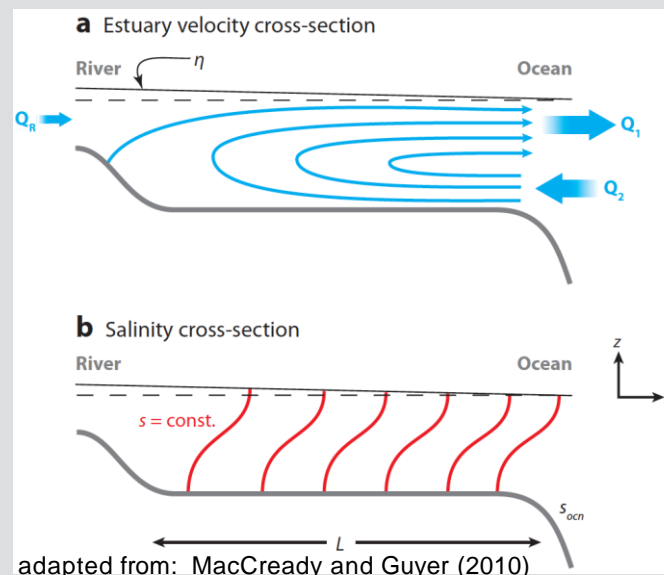 a Estuary velocity cross-section
River
η
Ocean
Q_R
Q_1
Q_2
b Salinity cross-section
River
Ocean
z
s = const.
s_ocn
L
adapted from: MacCready and Guyer (2010)